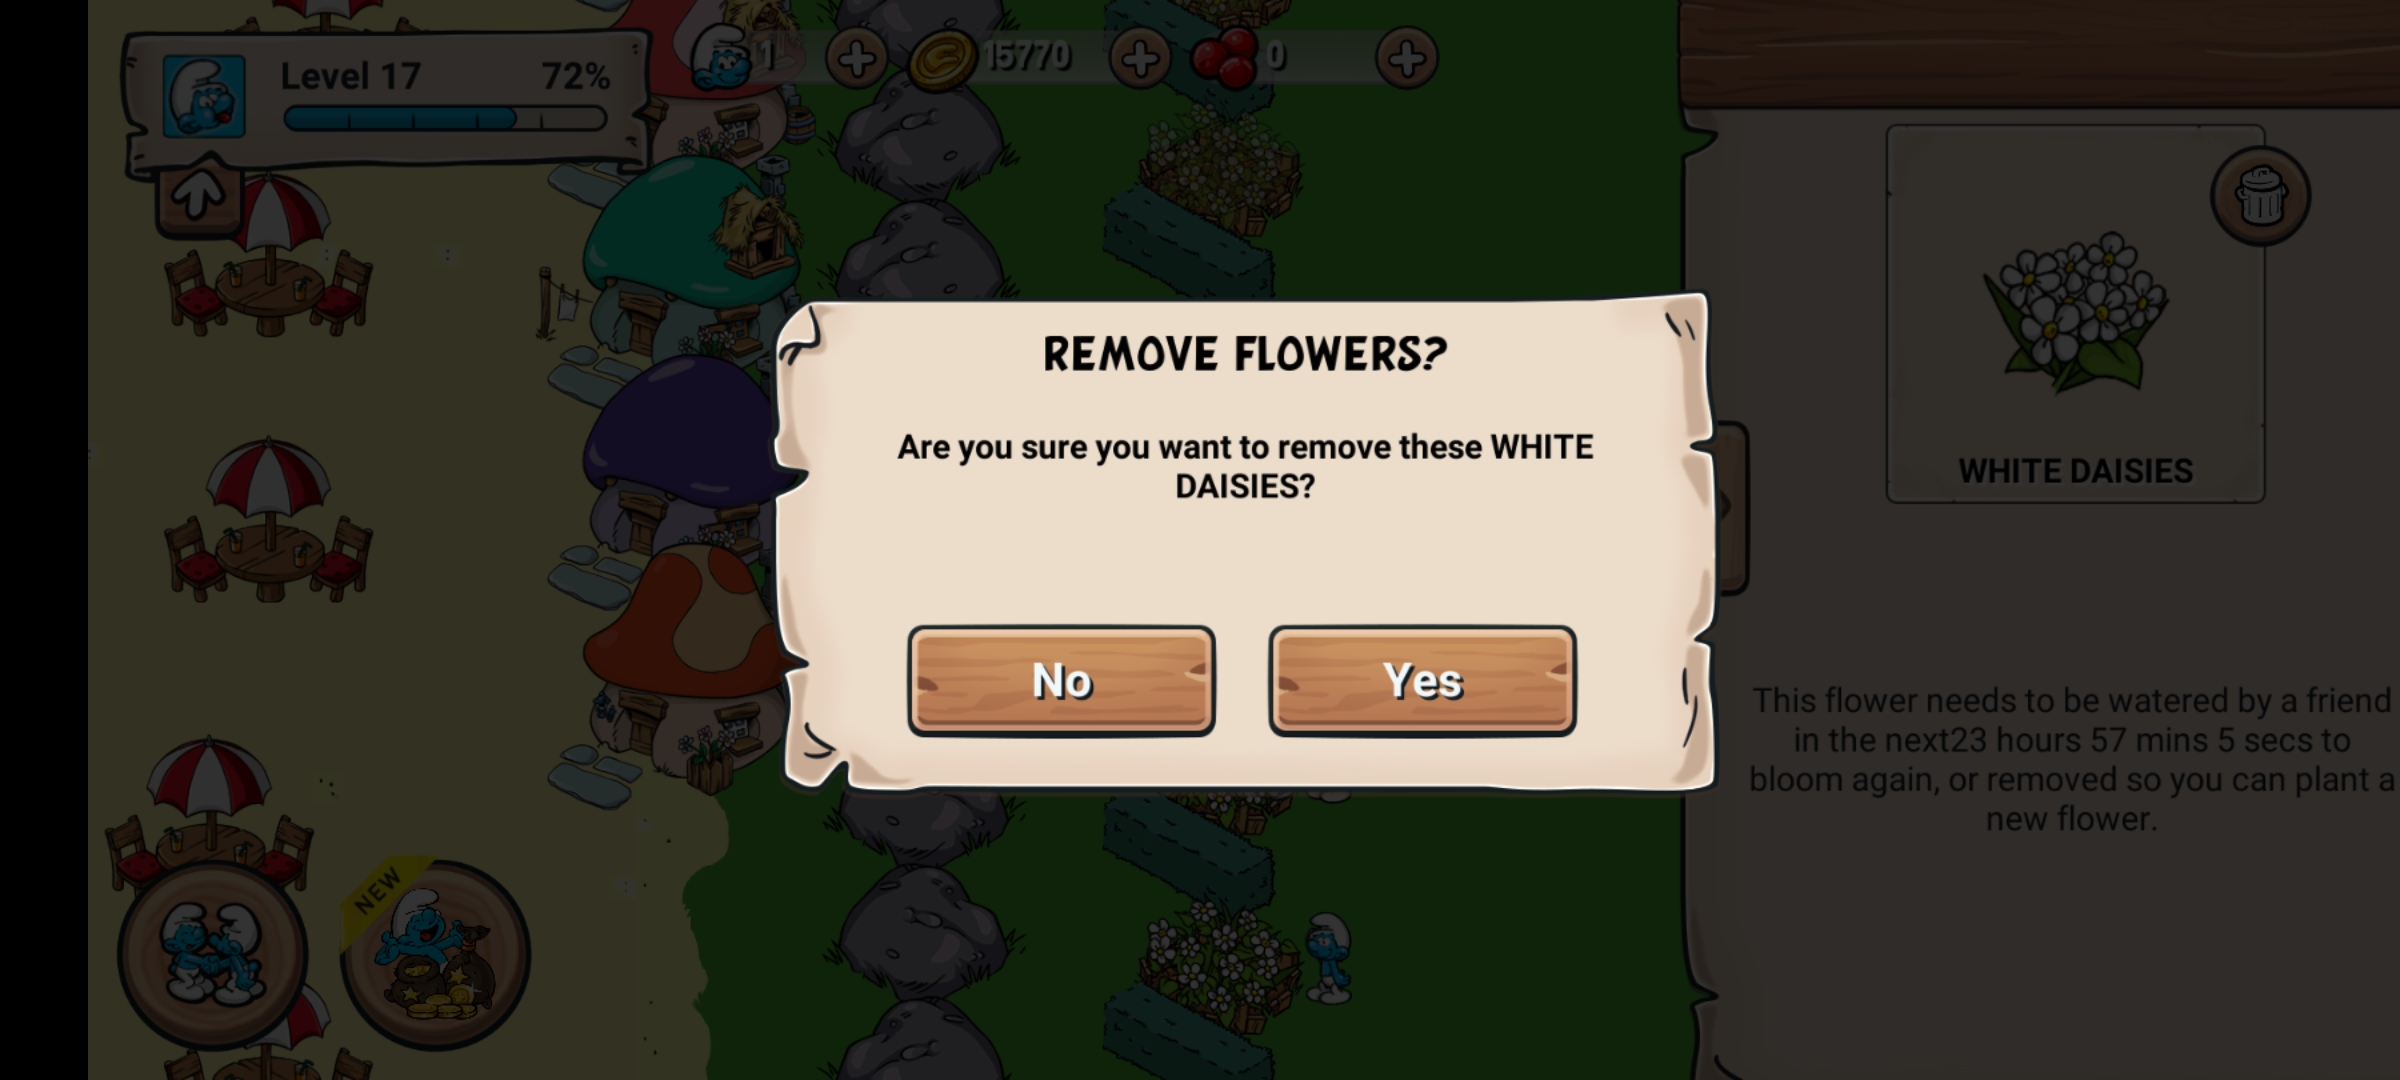 Level 17 72%
1
15770
0
REMOVE FLOWERS?
Are you sure you want to remove these WHITE
DAISIES?
No
Yes
WHITE DAISIES
This flower needs to be watered by a friend
in the next23 hours 57 mins 5 secs to
bloom again, or removed so you can plant a
new flower.
NEW